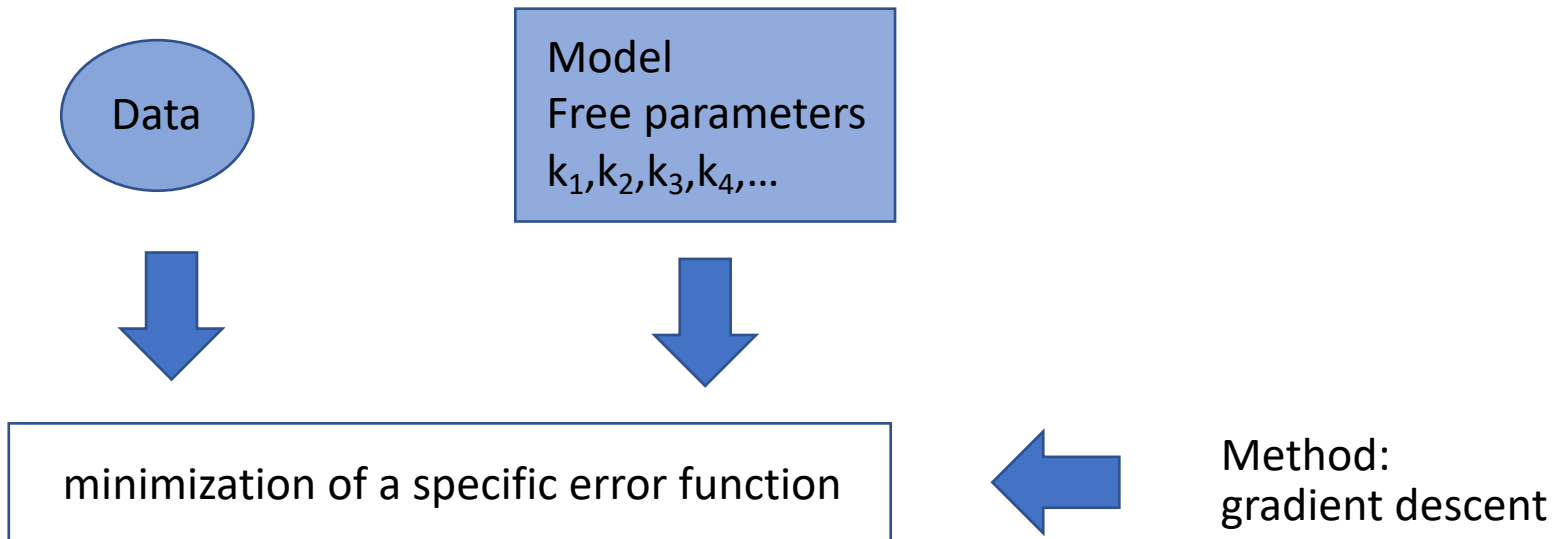 Data
Model
Free parameters
k₁,k₂,k₃,k₄,…
minimization of a specific error function
Method:
gradient descent